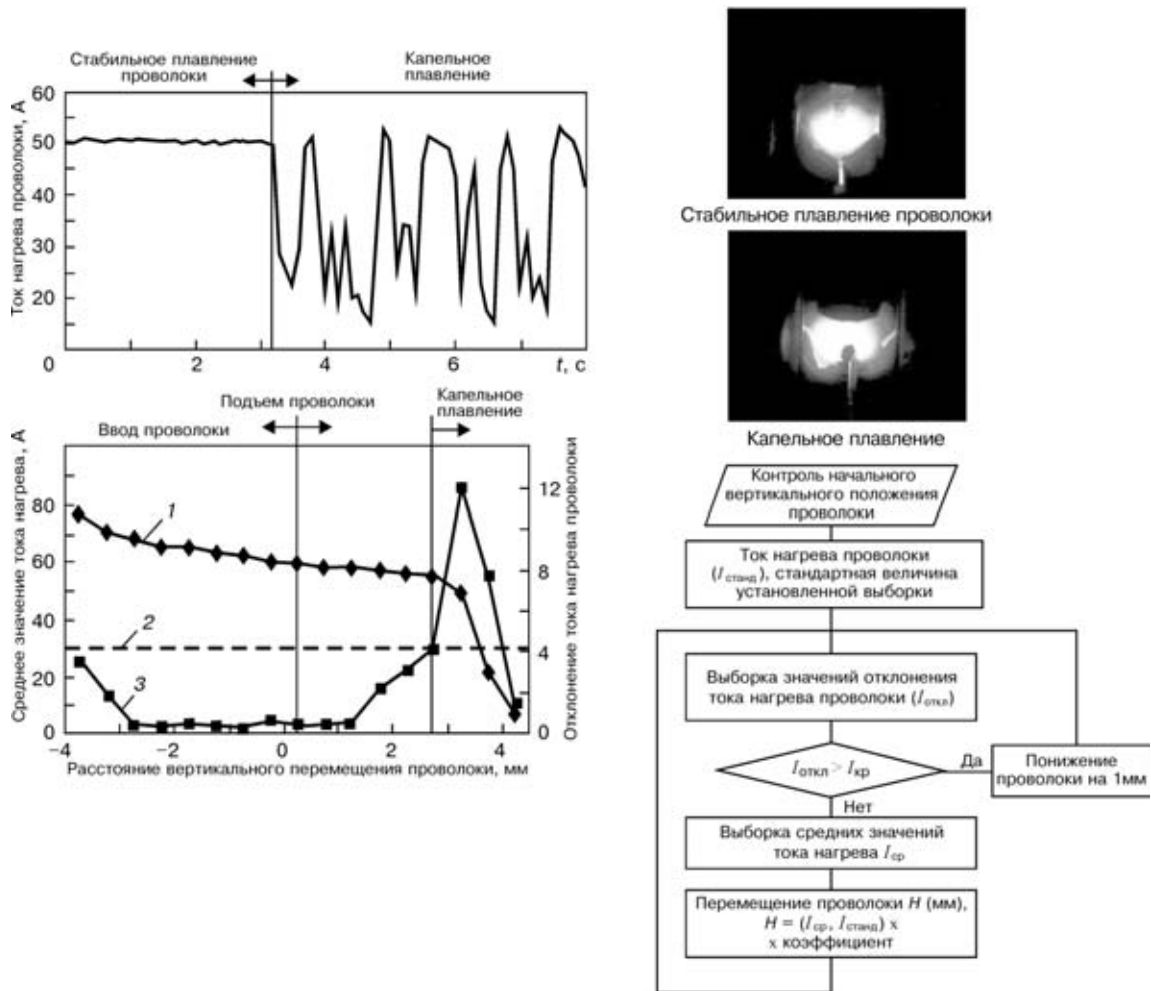 Стабильное плавление
проволоки
Капельное
плавление
Ток нагрева проволоки, А
60
50
40
30
20
0
2
4
6
t, с
Подъем проволоки
Капельное
плавление
Ввод проволоки
Среднее значение тока нагрева, А
80
60
40
30
20
0
1
2
3
12
8
4
0
Отклонение тока нагрева проволоки
−4
−2
0
2
4
Расстояние вертикального перемещения проволоки, мм
Стабильное плавление проволоки
Капельное плавление
Контроль начального
вертикального положения
проволоки
Ток нагрева проволоки
(Iстанд), стандартная величина
установленной выборки
Выборка значений отклонения
тока нагрева проволоки (Iоткл)
Iоткл > Iкр
Да
Понижение
проволоки на 1мм
Нет
Выборка средних значений
тока нагрева Iср
Перемещение проволоки H (мм),
H = (Iср, Iстанд) x
x коэффициент